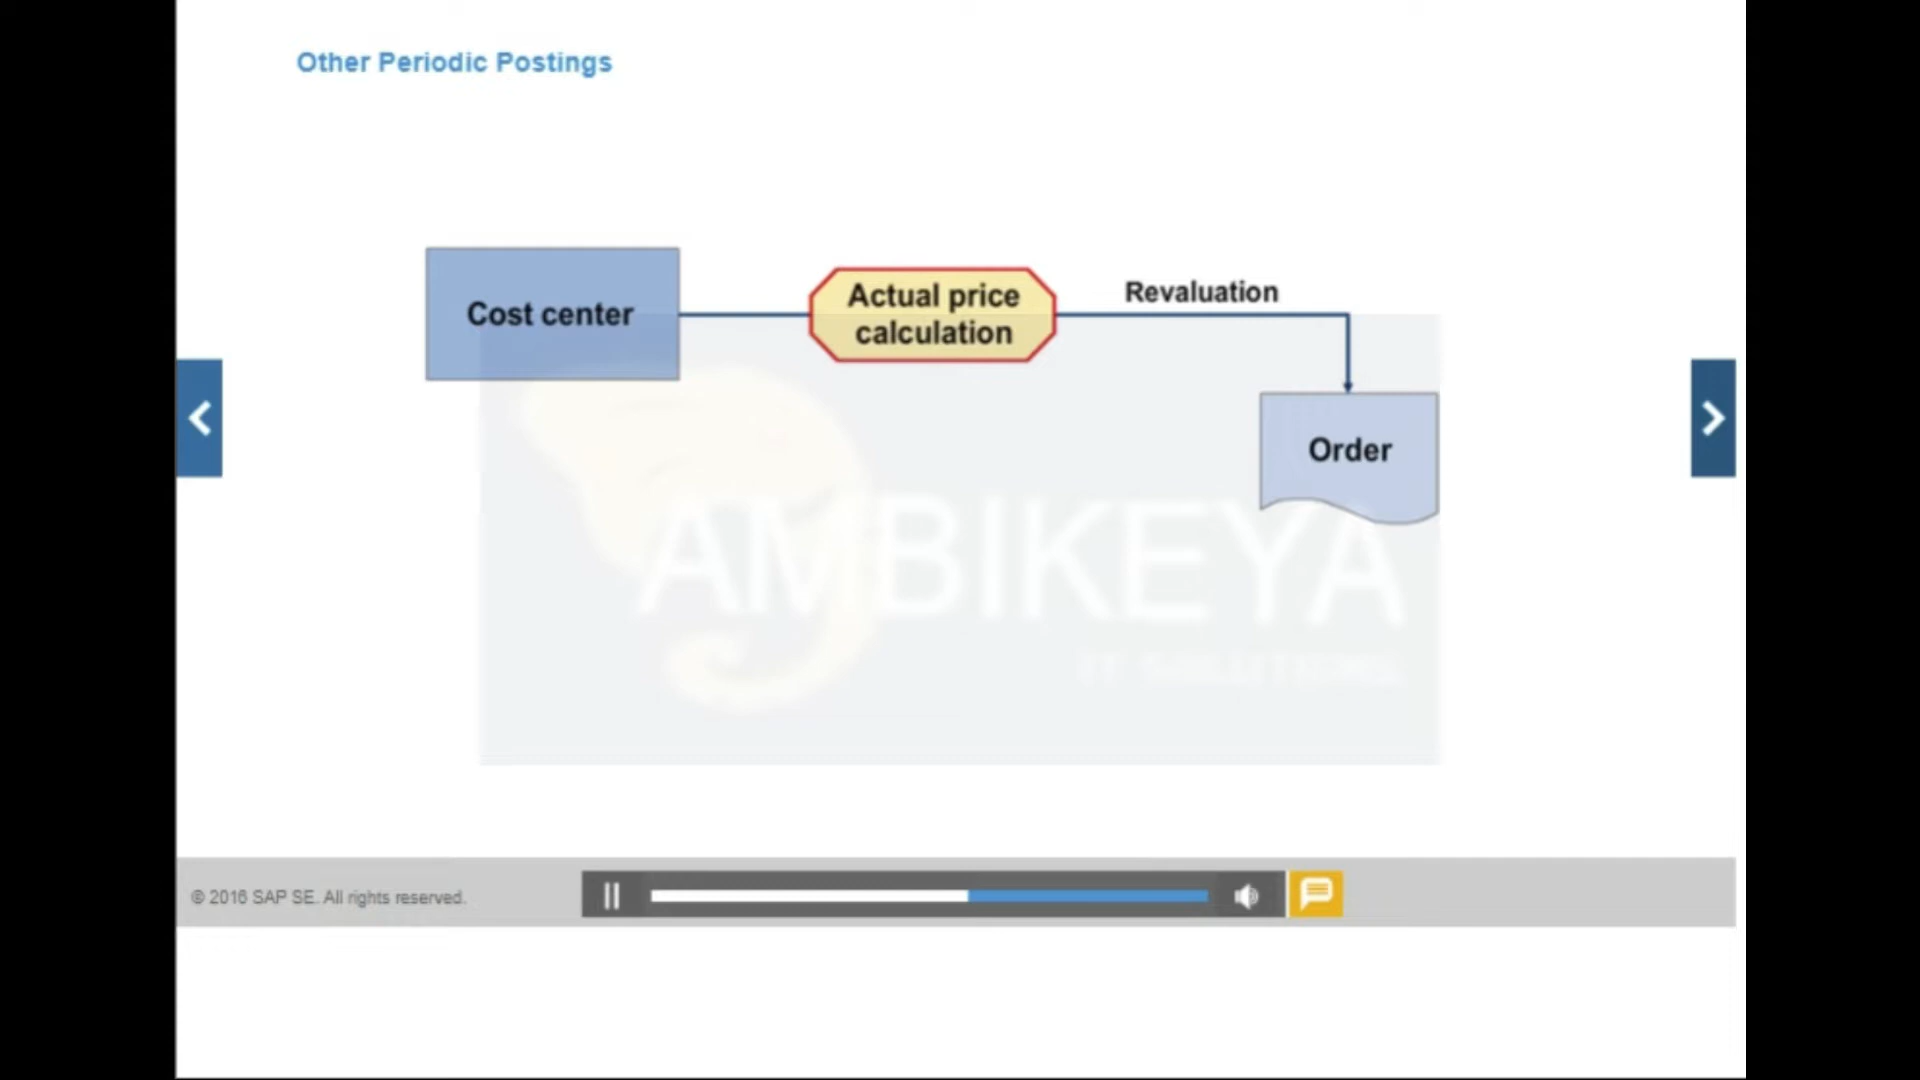 Other Periodic Postings
Cost center
Actual price
calculation
Revaluation
Order
AMBIKEYA
© 2016 SAP SE. All rights reserved.